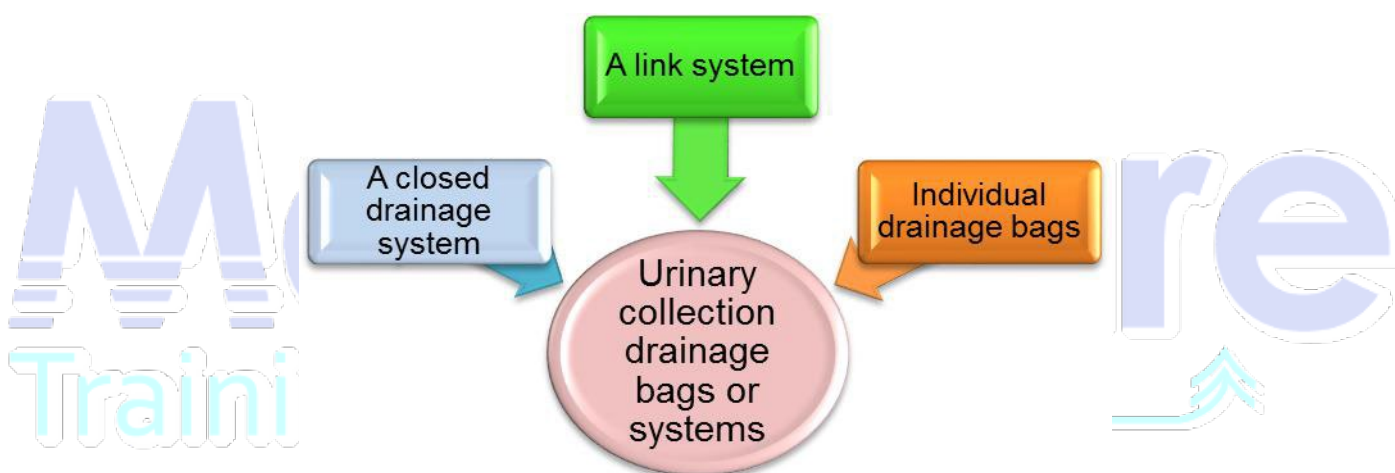 A link system
A closed
drainage
system
Individual
drainage bags
Urinary
collection
drainage
bags or
systems